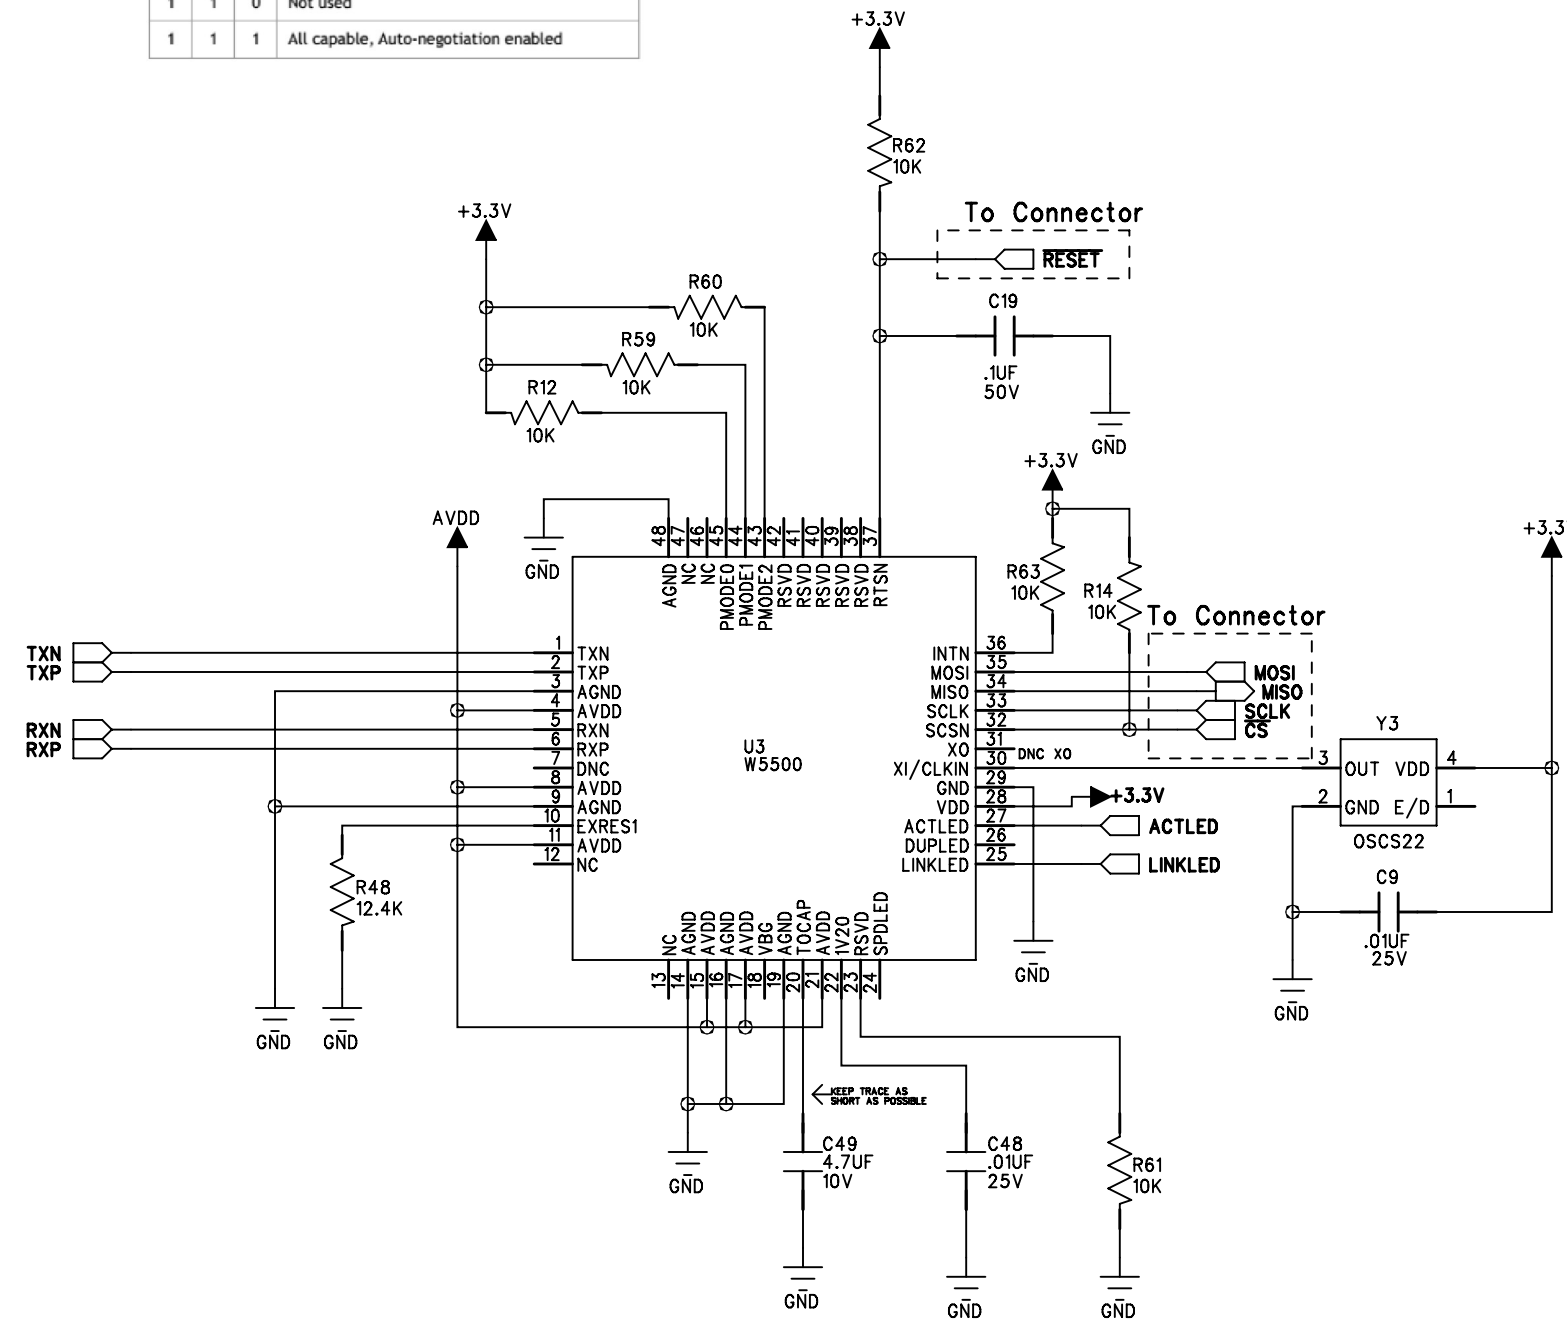 1 1 0 Not used
1 1 1 All capable, Auto-negotiation enabled
+3.3V
R62
10K
To Connector
RESET
+3.3V
R60
10K
C19
.1UF
50V
GND
R59
10K
R12
10K
+3.3V
AVDD
GND
48 47 46 45 44 43 42 41 40 39 38 37
AGND NC NC PMODE0 PMODE1 PMODE2 RSVD RSVD RSVD RSVD RSVD RTSN
R63
10K
R14
10K
+3.3
To Connector
TXN 1 TXN
TXP 2 TXP
3 AGND
4 AVDD
RXN 5 RXN
RXP 6 RXP
7 DNC
8 AVDD
9 AGND
10 EXRES1
11 AVDD
12 NC
U3
W5500
INTN 36
MOSI 35 MOSI
MISO 34 MISO
SCLK 33 SCLK
SCSN 32 CS
XO 31 DNC XO
XI/CLKIN 30
GND 29
VDD 28 +3.3V
ACTLED 27 ACTLED
DUPLED 26
LINKLED 25 LINKLED
Y3
3 OUT VDD 4
2 GND E/D 1
OSCS22
C9
.01UF
25V
GND
R48
12.4K
GND
GND
NC AGND AVDD AGND AVDD VBG AGND TOCAP AVDD 1V20 RSVD SPDLED
13 14 15 16 17 18 19 20 21 22 23 24
GND
KEEP TRACE AS
SHORT AS POSSIBLE
GND
C49
4.7UF
10V
GND
C48
.01UF
25V
GND
R61
10K
GND